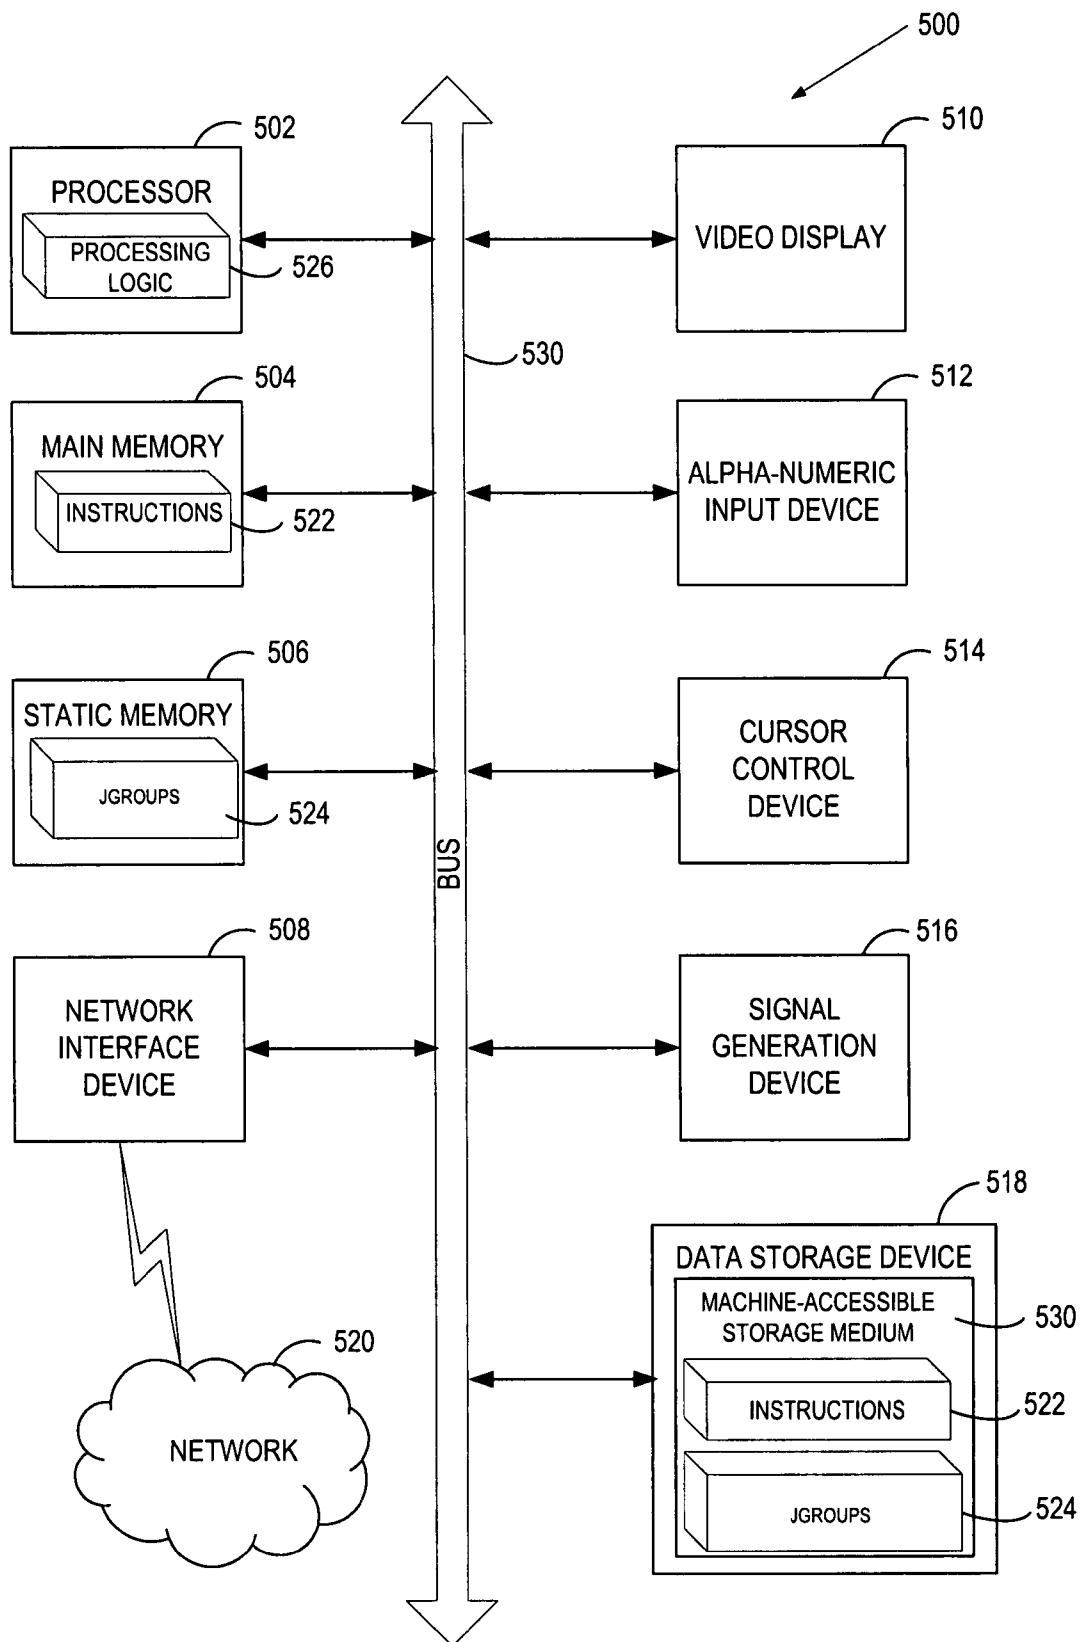 500
502
PROCESSOR
PROCESSING
LOGIC
526
510
VIDEO DISPLAY
530
504
MAIN MEMORY
INSTRUCTIONS
522
512
ALPHA-NUMERIC
INPUT DEVICE
506
STATIC MEMORY
JGROUPS
524
514
CURSOR
CONTROL
DEVICE
BUS
508
NETWORK
INTERFACE
DEVICE
516
SIGNAL
GENERATION
DEVICE
520
NETWORK
518
DATA STORAGE DEVICE
MACHINE-ACCESSIBLE
STORAGE MEDIUM
530
INSTRUCTIONS
522
JGROUPS
524